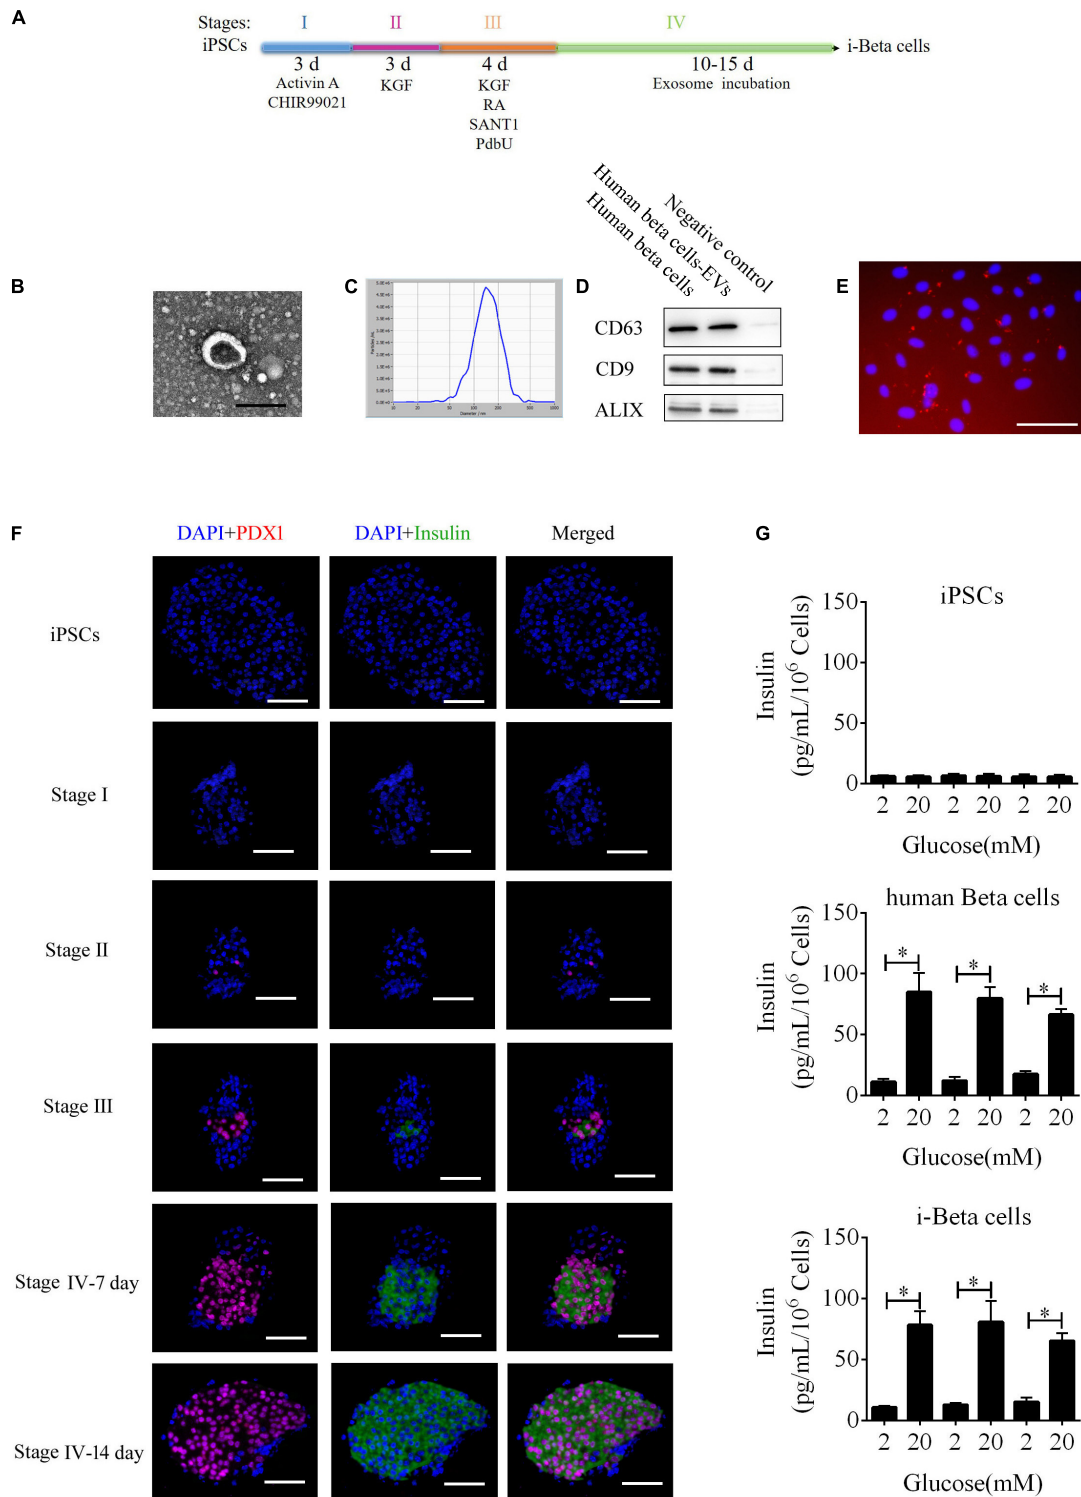 A
Stages: I II III IV
iPSCs i-Beta cells
3 d 3 d 4 d 10-15 d
Activin A KGF KGF Exosome incubation
CHIR99021 RA
SANT1
PdbU
B
C
Diameter / nm
D
Human beta cells
Human beta cells-EVs
Negative control
CD63
CD9
ALIX
E
F
DAPI+PDX1 DAPI+Insulin Merged
iPSCs
Stage I
Stage II
Stage III
Stage IV-7 day
Stage IV-14 day
G
iPSCs
Insulin
(pg/mL/10⁶ Cells)
150
100
50
0
2 20 2 20 2 20
Glucose(mM)
human Beta cells
Insulin
(pg/mL/10⁶ Cells)
150
100
50
0
* * *
2 20 2 20 2 20
Glucose(mM)
i-Beta cells
Insulin
(pg/mL/10⁶ Cells)
150
100
50
0
* * *
2 20 2 20 2 20
Glucose(mM)